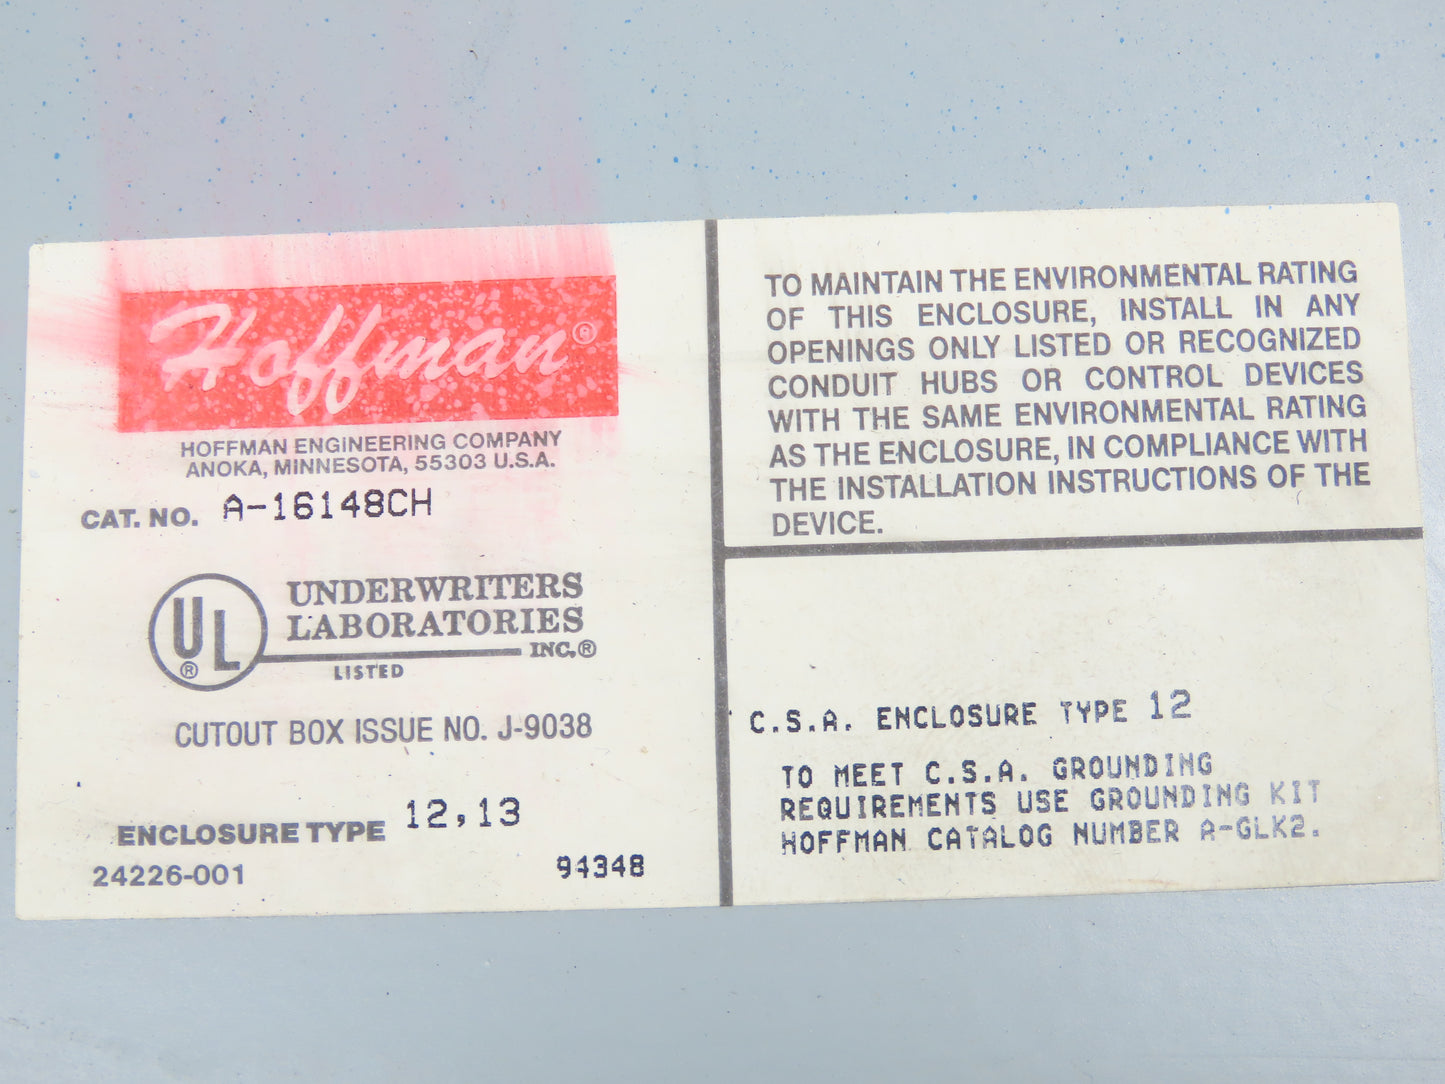 Hoffman®
HOFFMAN ENGINEERING COMPANY
ANOKA, MINNESOTA, 55303 U.S.A.
CAT. NO. A-16148CH
UL®
UNDERWRITERS
LABORATORIES
INC.®
LISTED
CUTOUT BOX ISSUE NO. J-9038
ENCLOSURE TYPE 12,13
24226-001 94348
TO MAINTAIN THE ENVIRONMENTAL RATING
OF THIS ENCLOSURE, INSTALL IN ANY
OPENINGS ONLY LISTED OR RECOGNIZED
CONDUIT HUBS OR CONTROL DEVICES
WITH THE SAME ENVIRONMENTAL RATING
AS THE ENCLOSURE, IN COMPLIANCE WITH
THE INSTALLATION INSTRUCTIONS OF THE
DEVICE.
C.S.A. ENCLOSURE TYPE 12
TO MEET C.S.A. GROUNDING
REQUIREMENTS USE GROUNDING KIT
HOFFMAN CATALOG NUMBER A-GLK2.